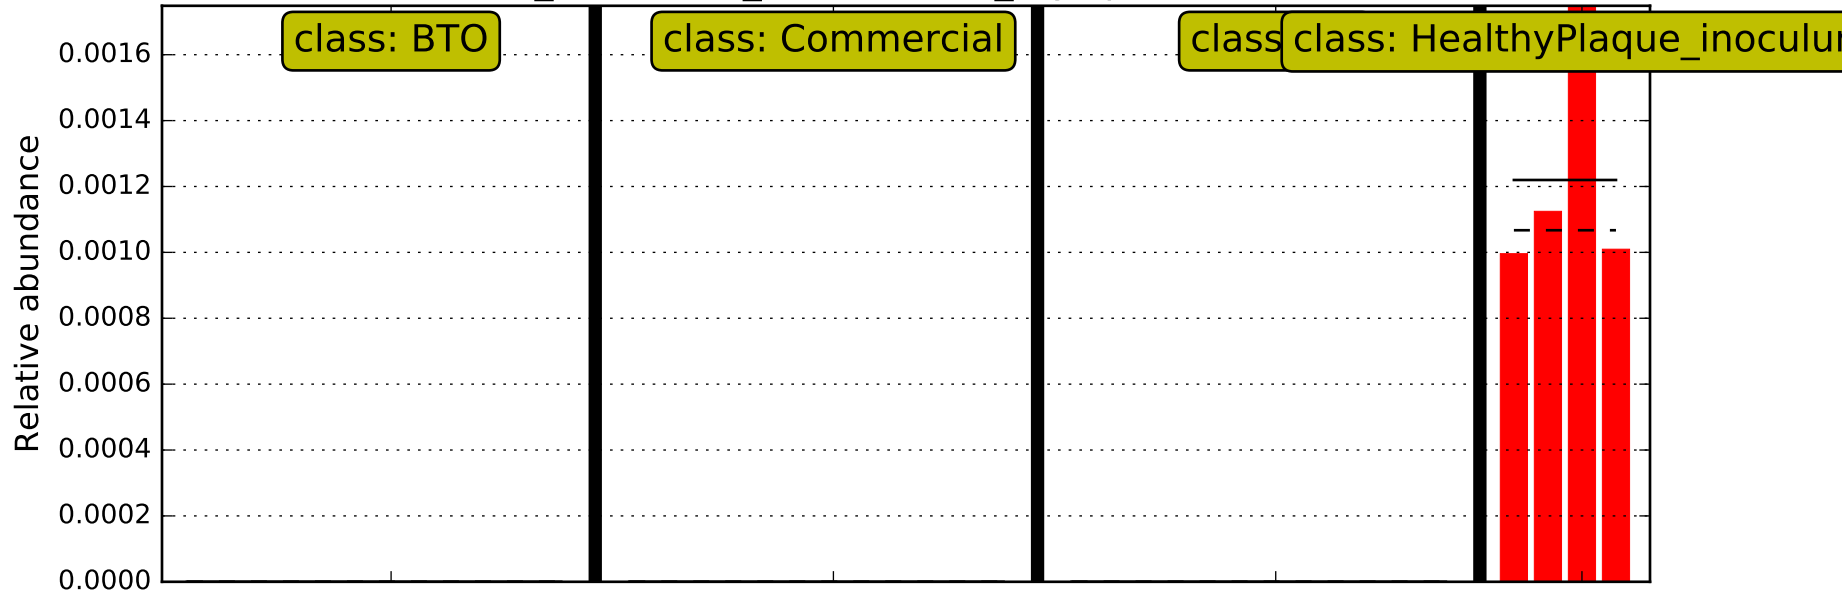 class: BTO
class: Commercial
class
class: HealthyPlaque_inoculu
0.0016
0.0014
0.0012
0.0010
0.0008
0.0006
0.0004
0.0002
0.0000
Relative abundance